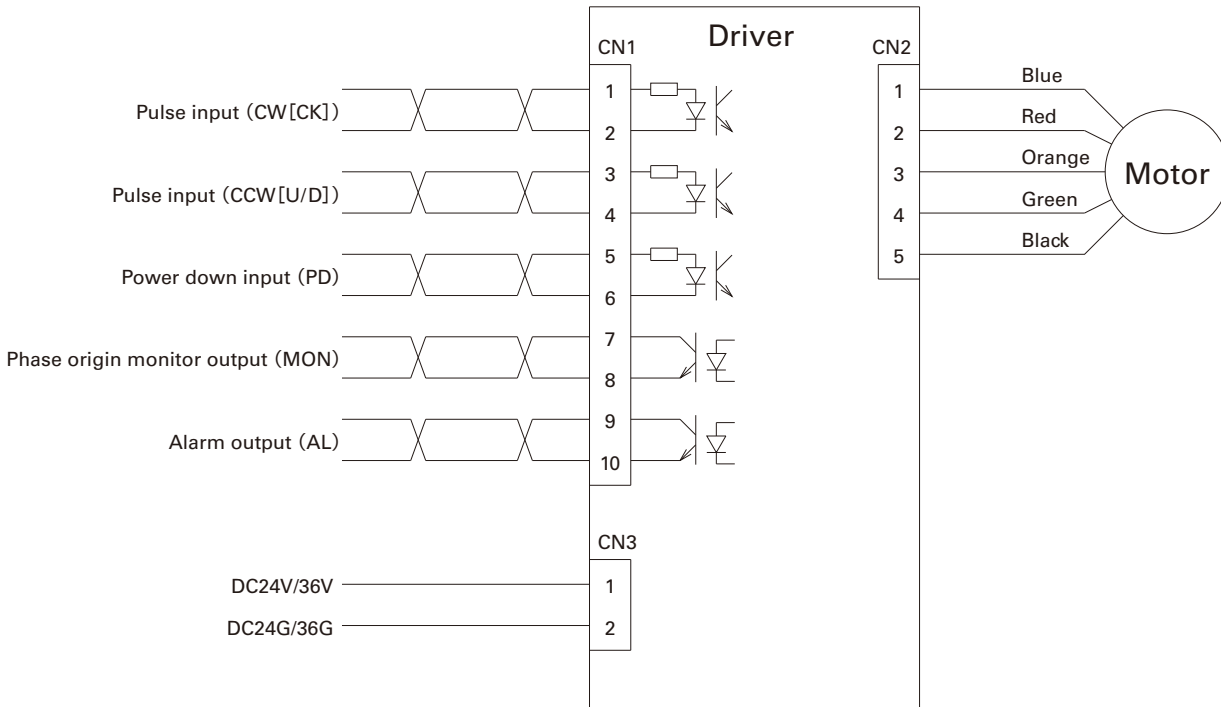 Driver
CN1
CN2
Pulse input (CW[CK])
1
2
Pulse input (CCW[U/D])
3
4
Power down input (PD)
5
6
Phase origin monitor output (MON)
7
8
Alarm output (AL)
9
10
1
Blue
2
Red
3
Orange
4
Green
5
Black
Motor
CN3
DC24V/36V
1
DC24G/36G
2